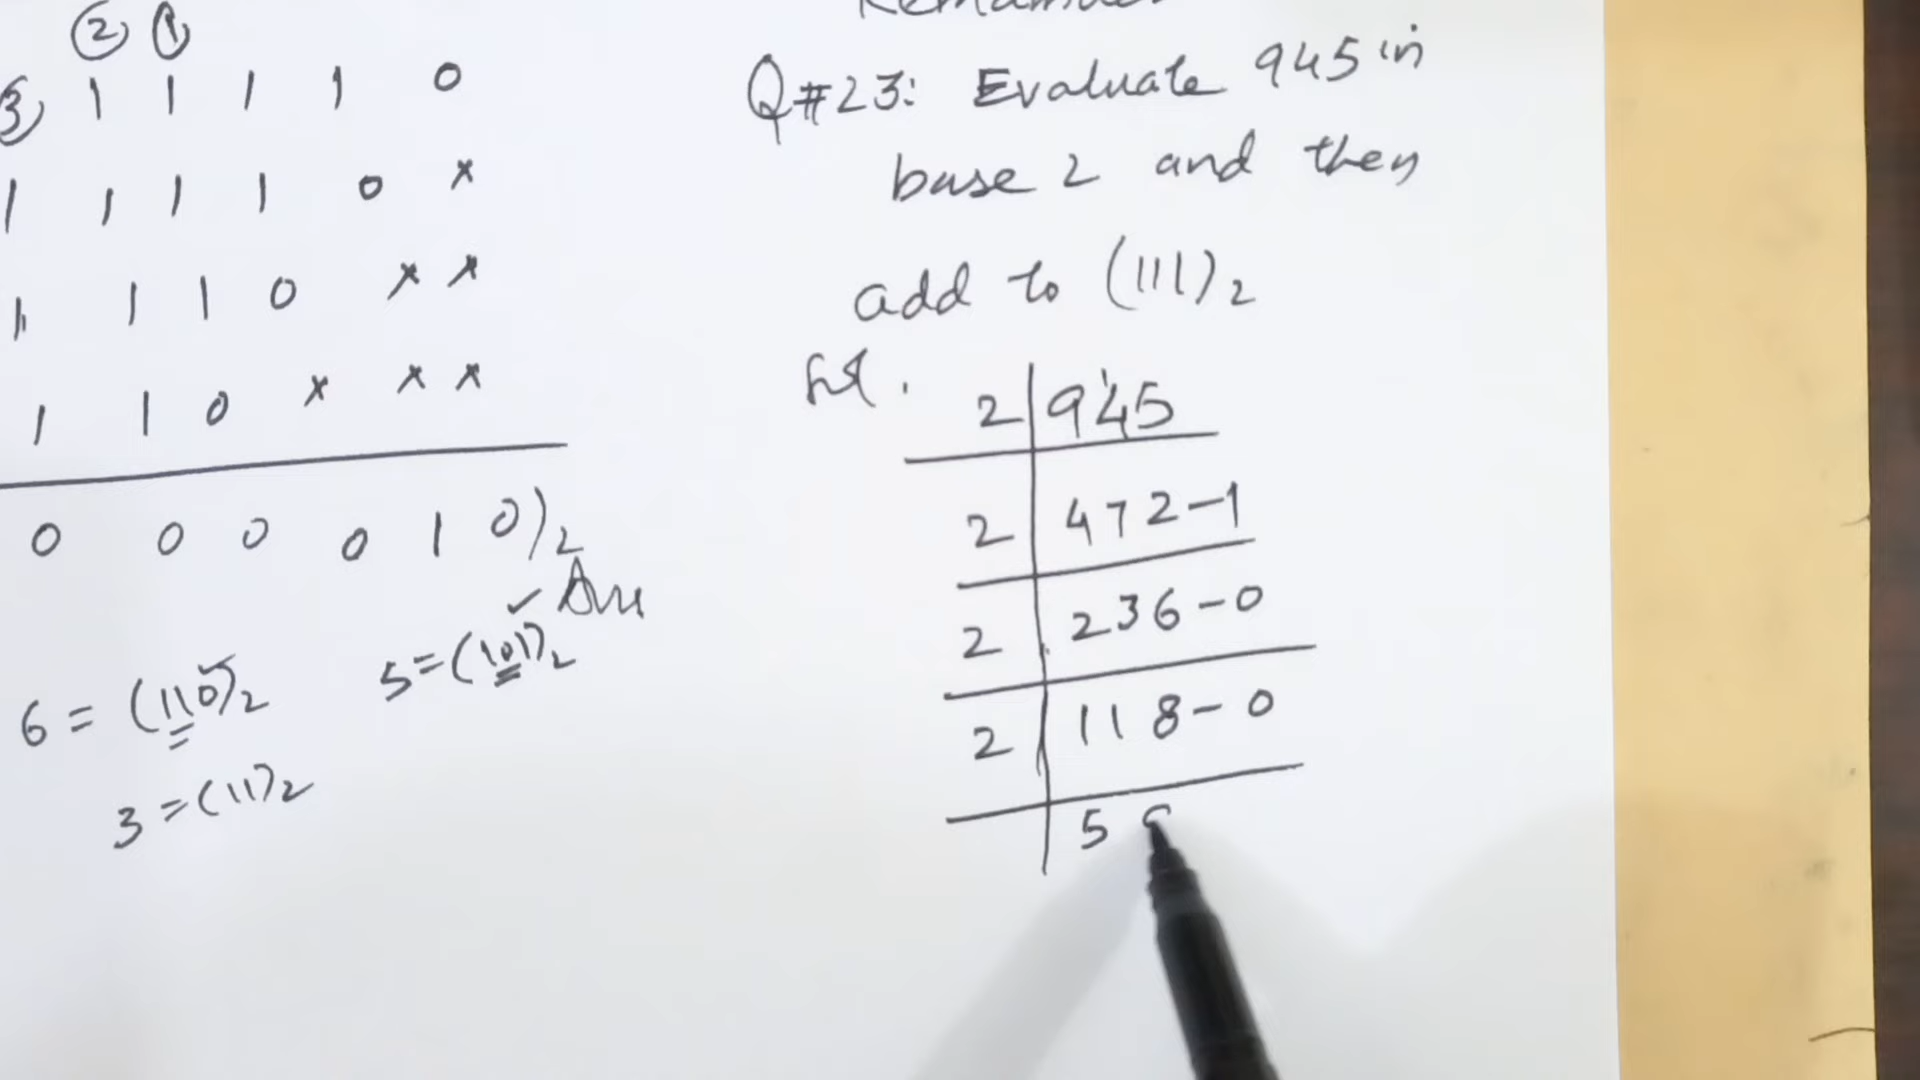 ② ①
3 1 1 1 1 0
1 1 1 1 0 x
1 1 1 0 x x
1 1 0 x x x
0 0 0 0 1 0)2
Ans
6 = (110)2 5 = (101)2
3 = (11)2
Q#23: Evaluate 945 in
base 2 and then
add to (111)2
Sol.
2 945
2 472-1
2 236-0
2 118-0
5